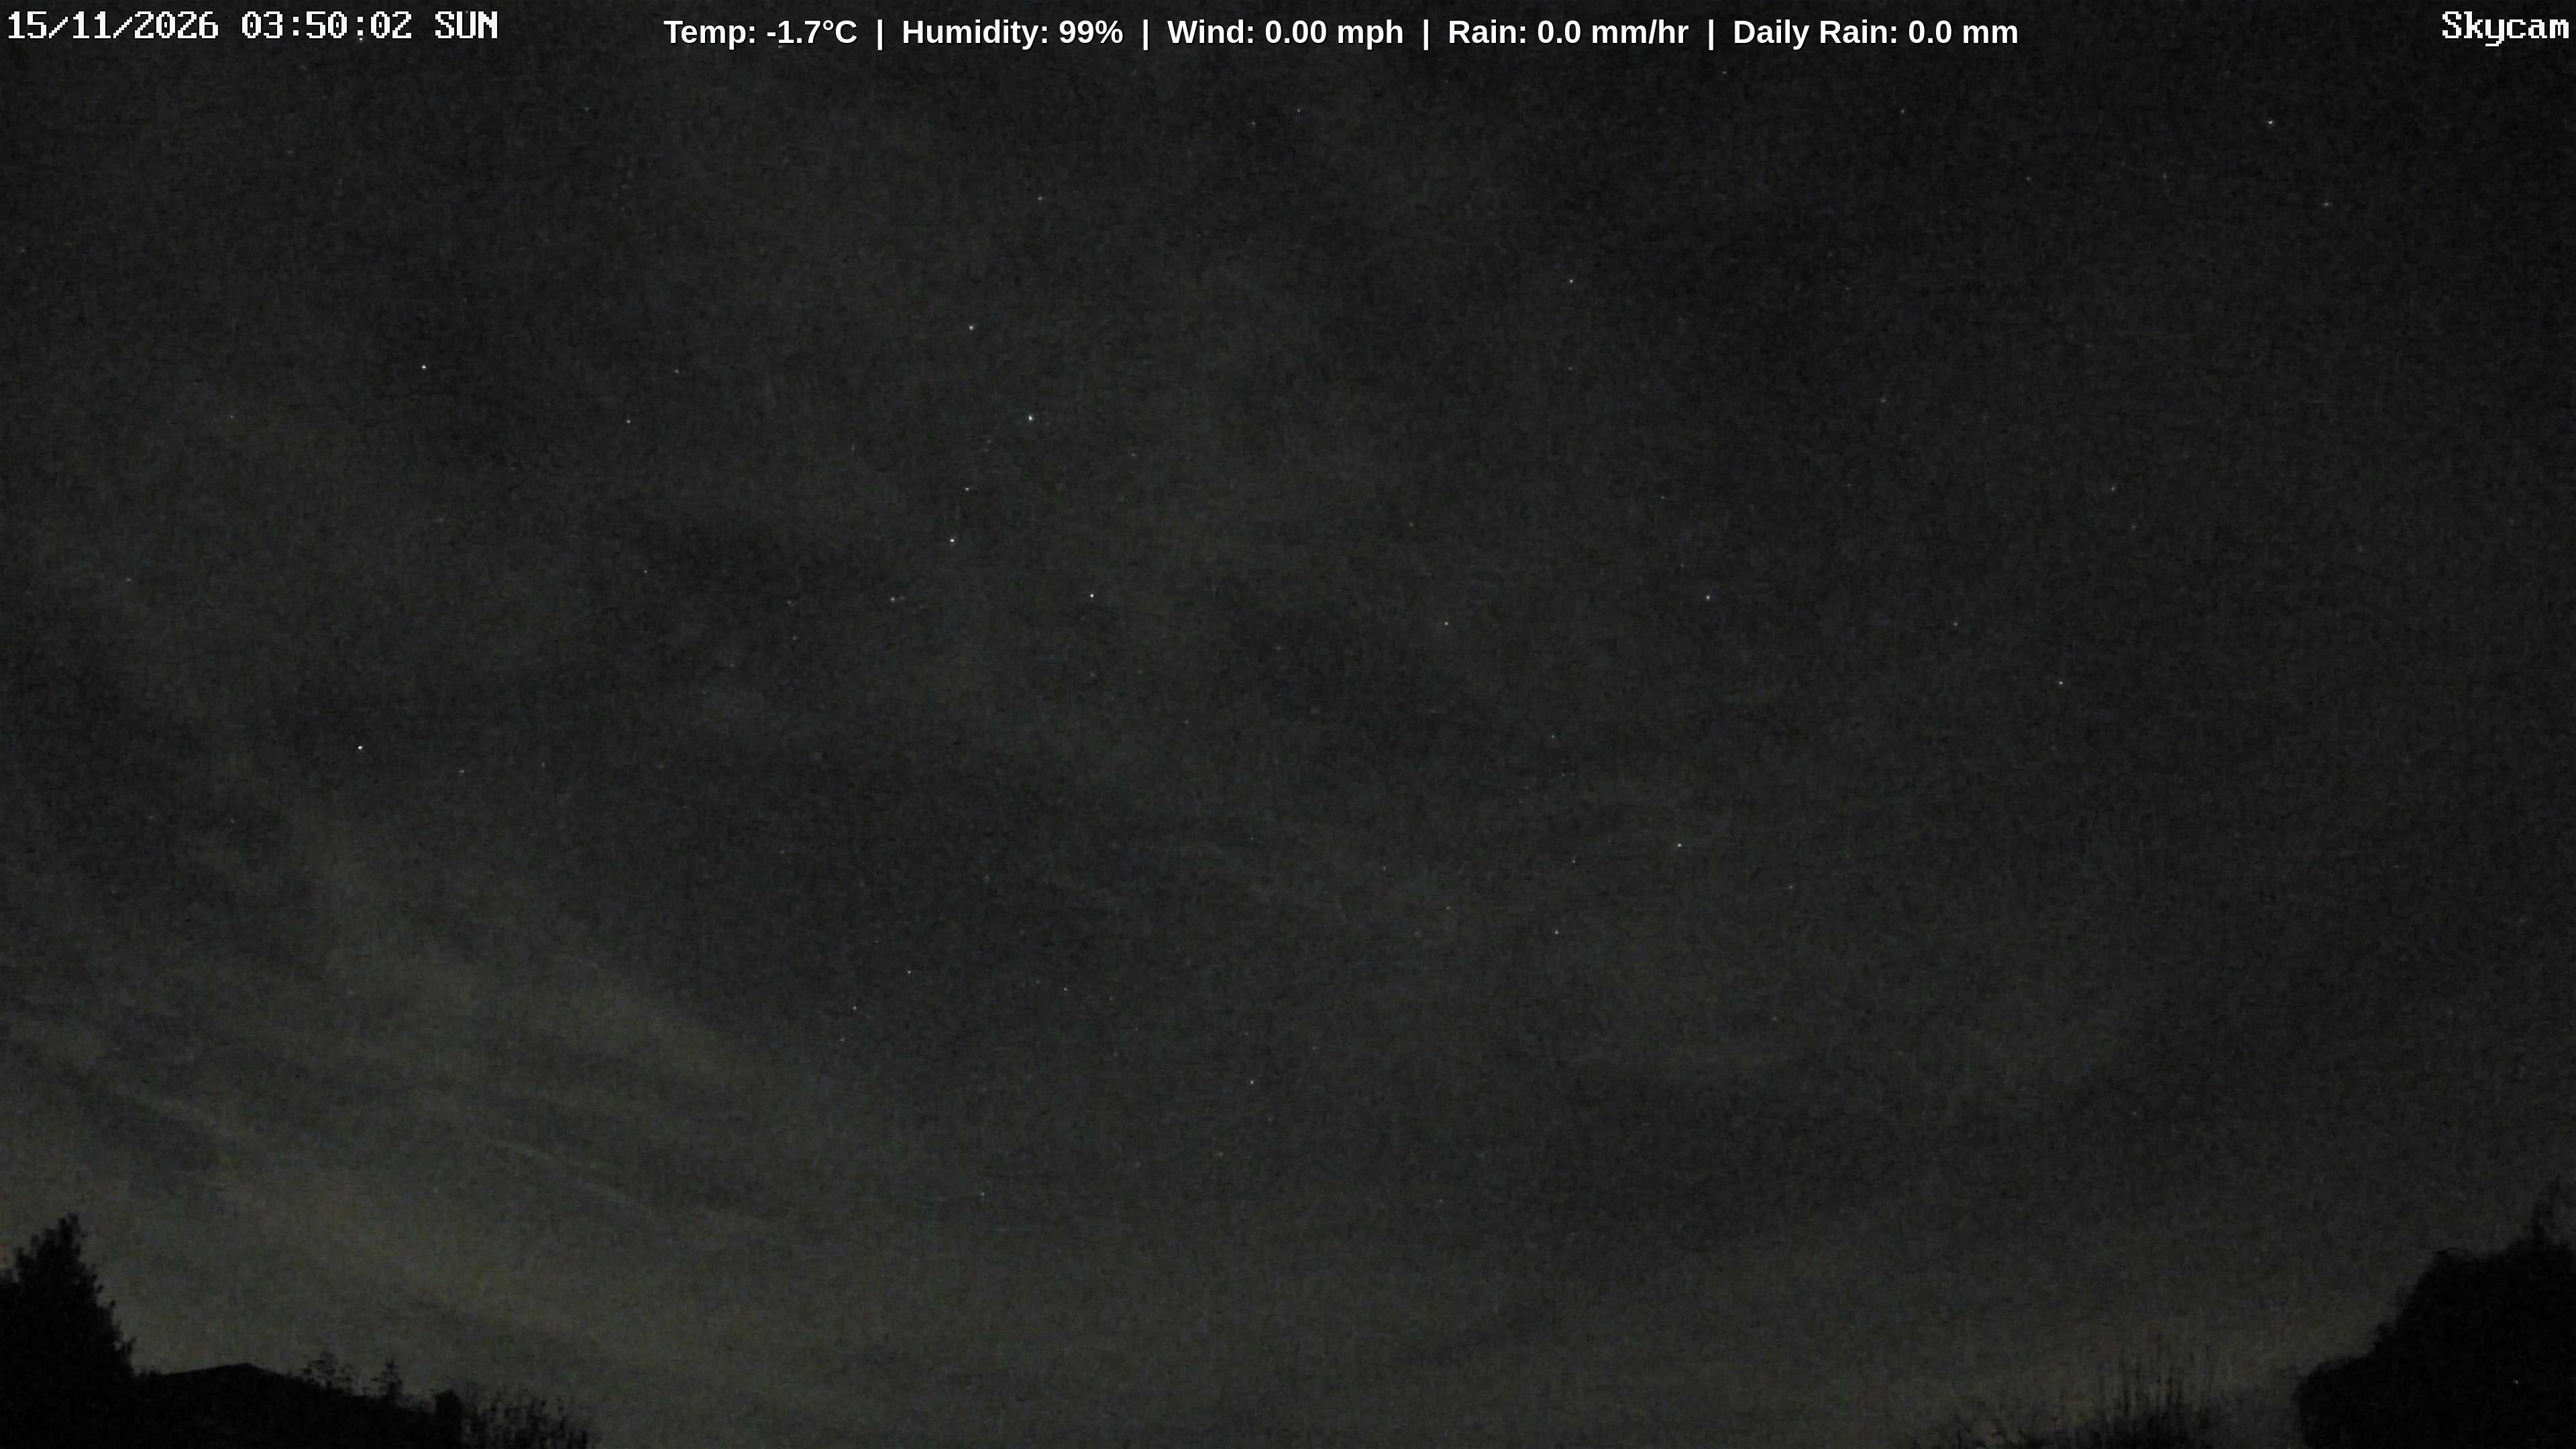 15/11/2026 03:50:02 SUN
Temp: -1.7°C | Humidity: 99% | Wind: 0.00 mph | Rain: 0.0 mm/hr | Daily Rain: 0.0 mm
Skycam